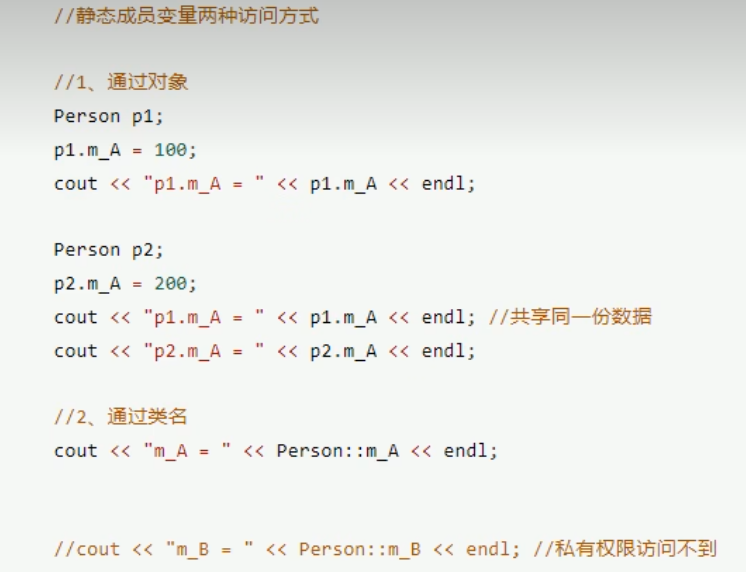 //静态成员变量两种访问方式
//1、通过对象
Person p1;
p1.m_A = 100;
cout << "p1.m_A = " << p1.m_A << endl;
Person p2;
p2.m_A = 200;
cout << "p1.m_A = " << p1.m_A << endl; //共享同一份数据
cout << "p2.m_A = " << p2.m_A << endl;
//2、通过类名
cout << "m_A = " << Person::m_A << endl;
//cout << "m_B = " << Person::m_B << endl; //私有权限访问不到